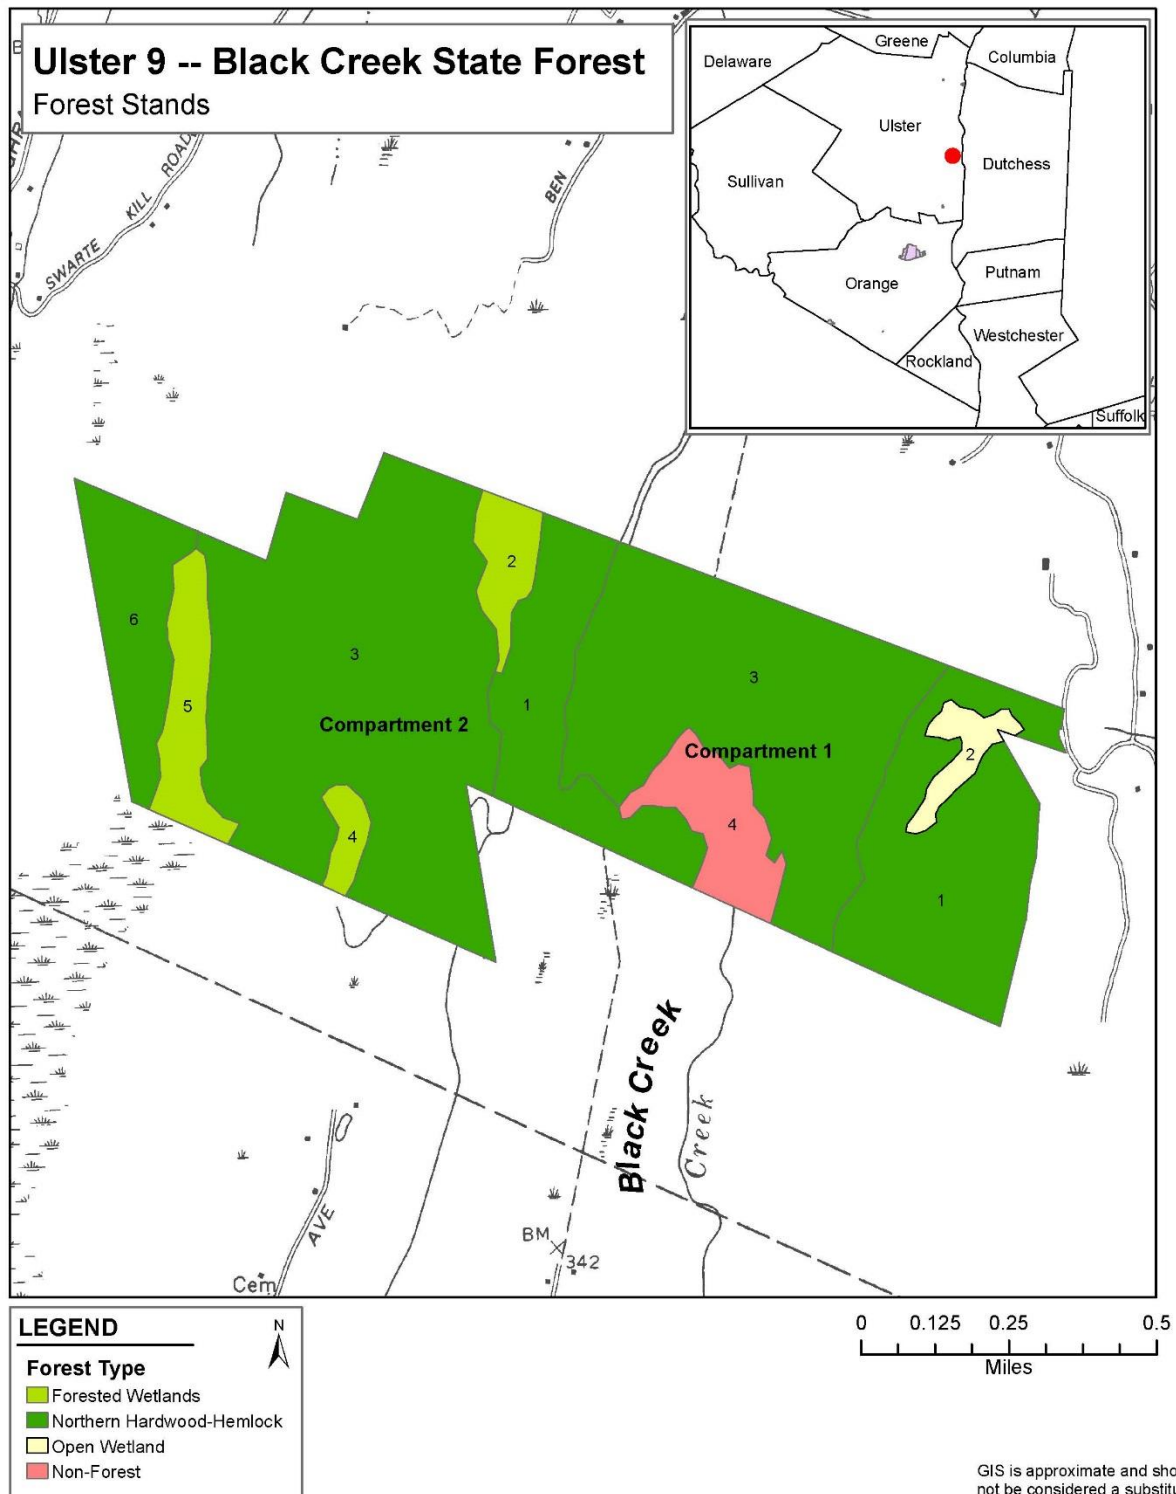 Ulster 9 -- Black Creek State Forest
Forest Stands
Greene
Columbia
Delaware
Ulster
Dutchess
Sullivan
Orange
Putnam
Westchester
Rockland
Suffolk
SWARTE KILL ROAD
BEN
2
6
3
5
1
3
Compartment 2
Compartment 1
2
4
4
1
Black Creek
Creek
AVE
BM
342
Cem
LEGEND
N
Forest Type
Forested Wetlands
Northern Hardwood-Hemlock
Open Wetland
Non-Forest
0 0.125 0.25 0.5
Miles
GIS is approximate and sho
not be considered a substitu